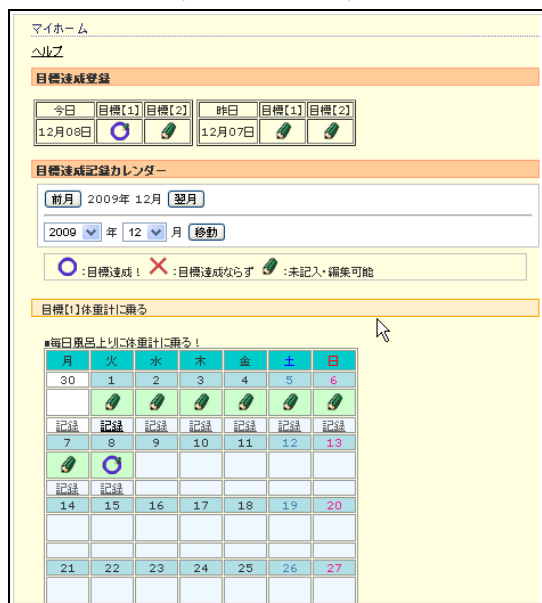 マイホーム
ヘルプ
目標達成登録
今日 目標[1] 目標[2] 昨日 目標[1] 目標[2]
12月08日 12月07日
目標達成記録カレンダー
前月 2009年 12月 翌月
2009 年 12 月 移動
:目標達成! :目標達成ならず :未記入・編集可能
目標[1]体重計に乗る
■毎日風呂上りに体重計に乗る!
月 火 水 木 金 土 日
30 1 2 3 4 5 6
記録 記録 記録 記録 記録 記録 記録
7 8 9 10 11 12 13
記録 記録
14 15 16 17 18 19 20
21 22 23 24 25 26 27